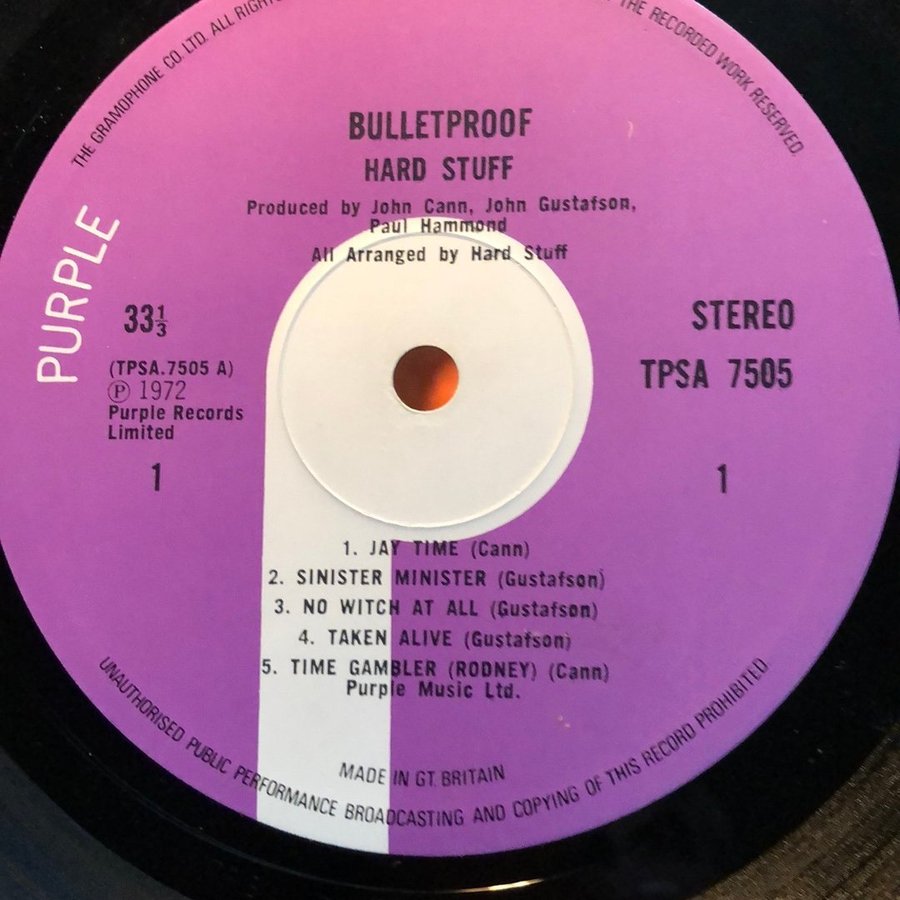 THE GRAMOPHONE CO. LTD. ALL RIGHTS
THE RECORDED WORK RESERVED.
BULLETPROOF
HARD STUFF
Produced by John Cann, John Gustafson,
Paul Hammond
All Arranged by Hard Stuff
PURPLE
33⅓
STEREO
(TPSA.7505 A)
TPSA 7505
℗ 1972
Purple Records
Limited
1
1
1. JAY TIME (Cann)
2. SINISTER MINISTER (Gustafson)
3. NO WITCH AT ALL (Gustafson)
4. TAKEN ALIVE (Gustafson)
5. TIME GAMBLER (RODNEY) (Cann)
Purple Music Ltd.
MADE IN GT. BRITAIN
UNAUTHORISED PUBLIC PERFORMANCE BROADCASTING AND COPYING OF THIS RECORD PROHIBITED